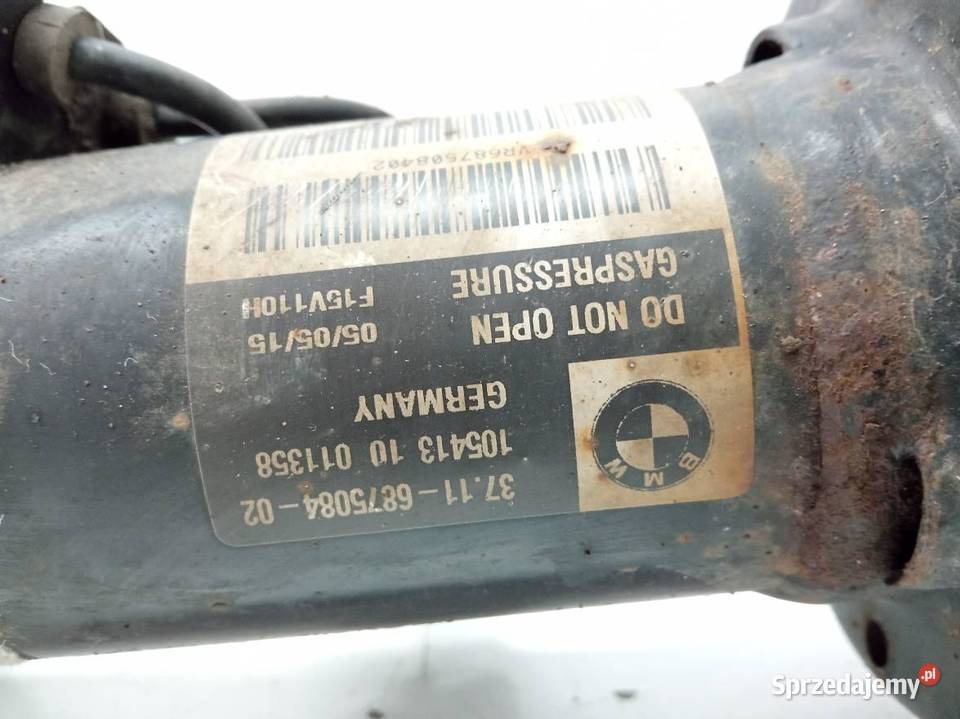 BMW
37.11-6875084-02
105413 10 011358
GERMANY
DO NOT OPEN 05/05/15
GASPRESSURE F15V110H
VR687508402
Sprzedajemy.pl